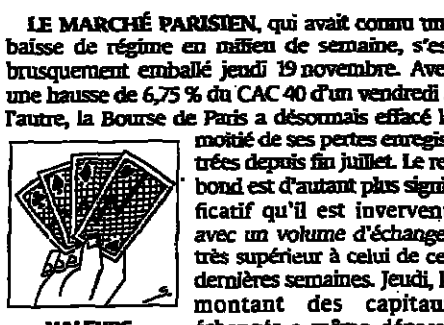 LE MARCHÉ PARISIEN, qui avait connu un
baisse de régime en milieu de semaine, s'es
brusquement emballé jeudi 19 novembre. Ave
une hausse de 6,75 % du CAC 40 d'un vendredi
l'autre, la Bourse de Paris a désormais effacé l
moitié de ses pertes enregis
trées depuis fin juillet. Le re
bond est d'autant plus signi
ficatif qu'il est inverven
avec un volume d'échange
très supérieur à celui de ce
dernières semaines. Jeudi, l
montant des capitau